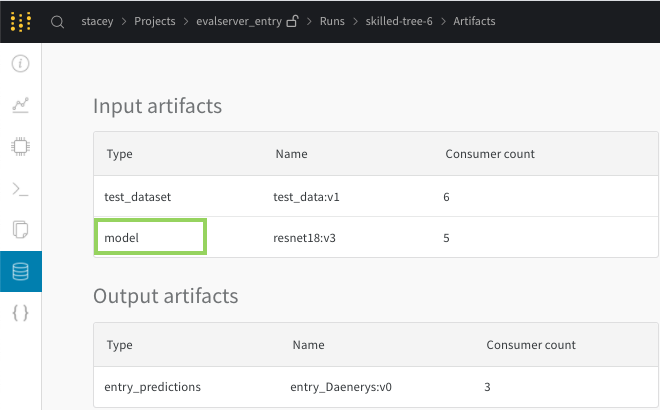 stacey > Projects > evalserver_entry > Runs > skilled-tree-6 > Artifacts
Input artifacts
Type Name Consumer count
test_dataset test_data:v1 6
model resnet18:v3 5
Output artifacts
Type Name Consumer count
entry_predictions entry_Daenerys:v0 3